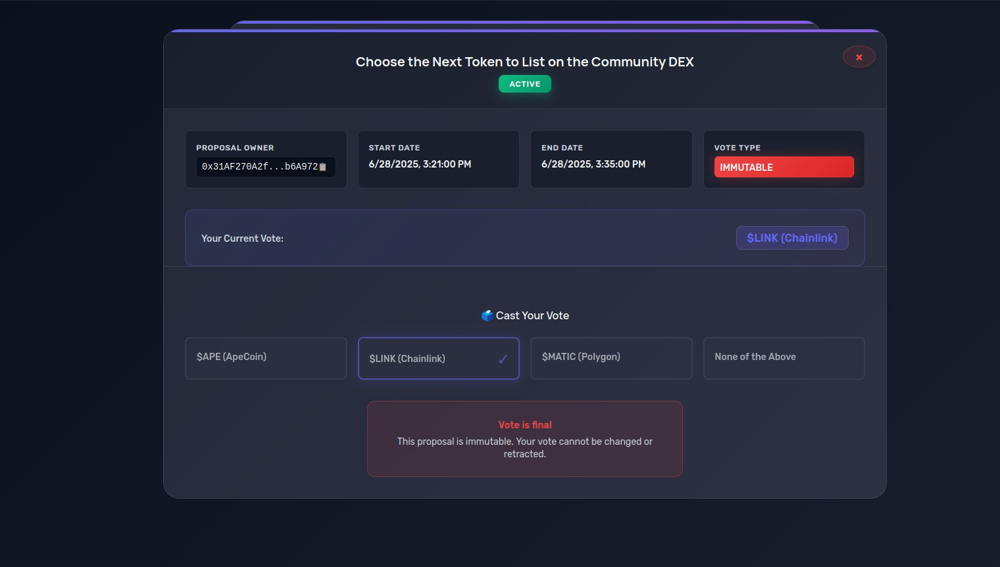 Choose the Next Token to List on the Community DEX
ACTIVE
PROPOSAL OWNER
0x31AF270A2f...b6A972📋
START DATE
6/28/2025, 3:21:00 PM
END DATE
6/28/2025, 3:35:00 PM
VOTE TYPE
IMMUTABLE
Your Current Vote:
$LINK (Chainlink)
🗳️ Cast Your Vote
$APE (ApeCoin)
$LINK (Chainlink) ✓
$MATIC (Polygon)
None of the Above
Vote is final
This proposal is immutable. Your vote cannot be changed or
retracted.